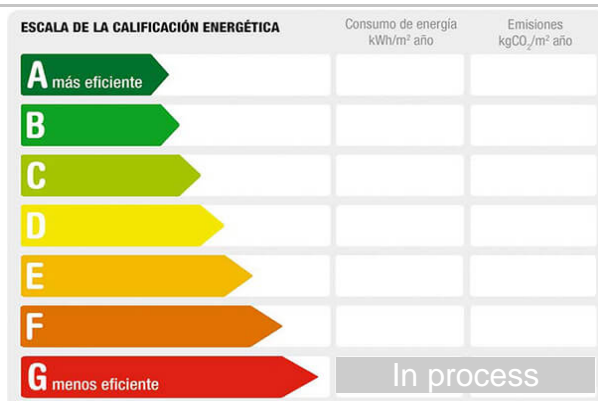 ESCALA DE LA CALIFICACIÓN ENERGÉTICA
Consumo de energía
kWh/m² año
Emisiones
kgCO₂/m² año
A más eficiente
B
C
D
E
F
G menos eficiente
In process